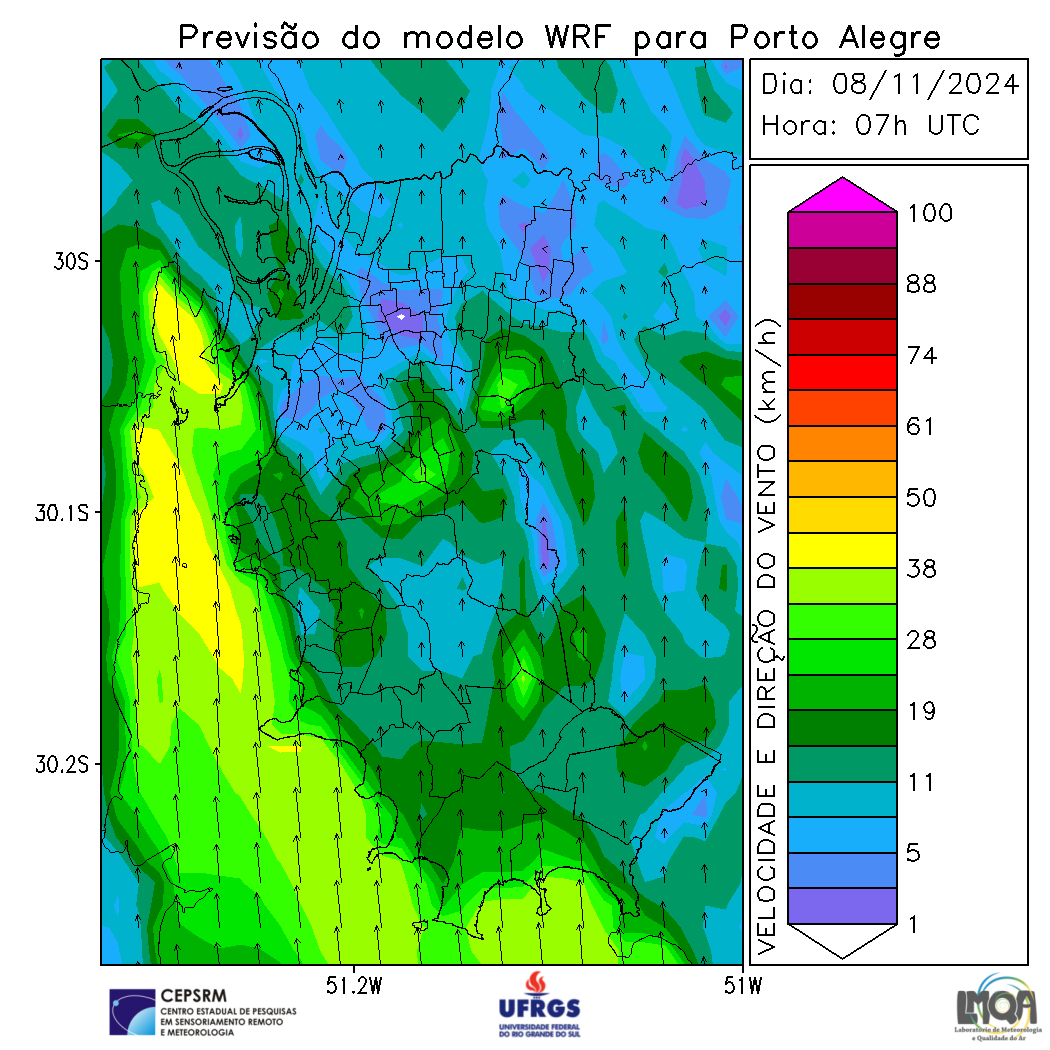 Previsão do modelo WRF para Porto Alegre
Dia: 08/11/2024
Hora: 07h UTC
30S
30.1S
30.2S
51.2W
51W
VELOCIDADE E DIREÇÃO DO VENTO (km/h)
100
88
74
61
50
38
28
19
11
5
1
CEPSRM
CENTRO ESTADUAL DE PESQUISAS
EM SENSORIAMENTO REMOTO
E METEOROLOGIA
UFRGS
UNIVERSIDADE FEDERAL
DO RIO GRANDE DO SUL
LMQA
Laboratório de Meteorologia
e Qualidade do Ar